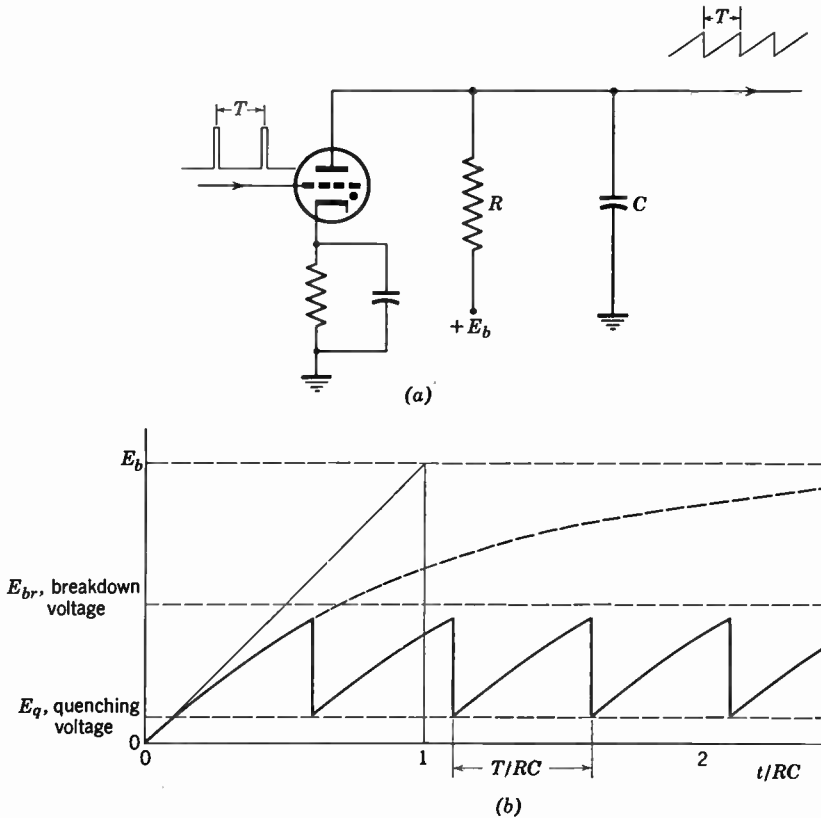 T
T
R
C
+ E_b
(a)
E_b
E_br, breakdown
voltage
E_q, quenching
voltage
0
0
1
T/RC
2
t/RC
(b)